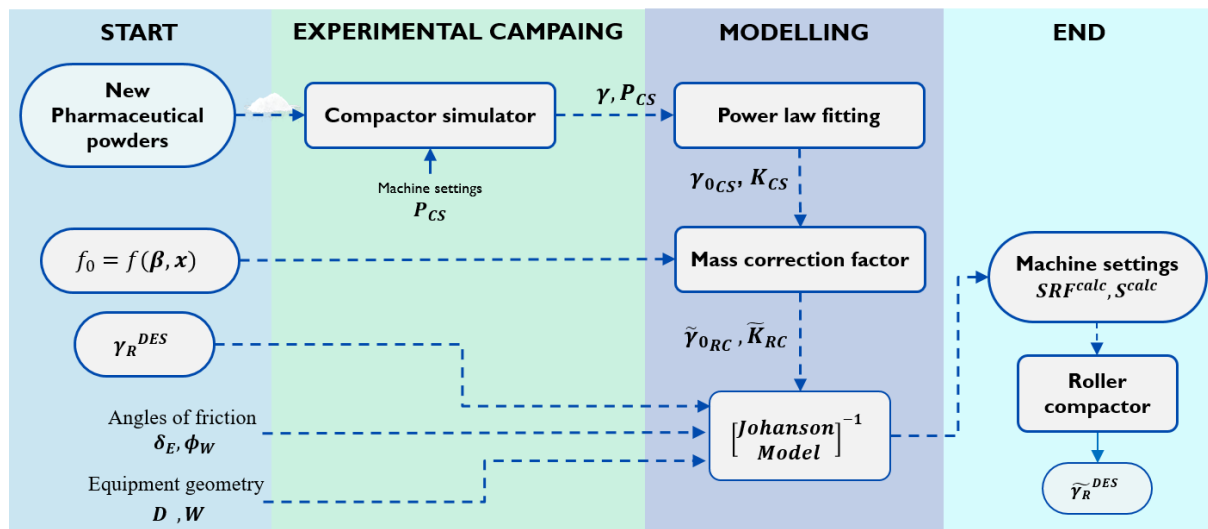 START
EXPERIMENTAL CAMPAING
MODELLING
END
New
Pharmaceutical
powders
Compactor simulator
γ, P_CS
Power law fitting
Machine settings
P_CS
γ_0CS, K_CS
f₀ = f(β, x)
Mass correction factor
Machine settings
SRF^calc, S^calc
γ_R^DES
γ̃_0RC , K̃_RC
Roller
compactor
Angles of friction
δ_E, ϕ_W
[Johanson
Model]^−1
Equipment geometry
D , W
γ̃_R^DES